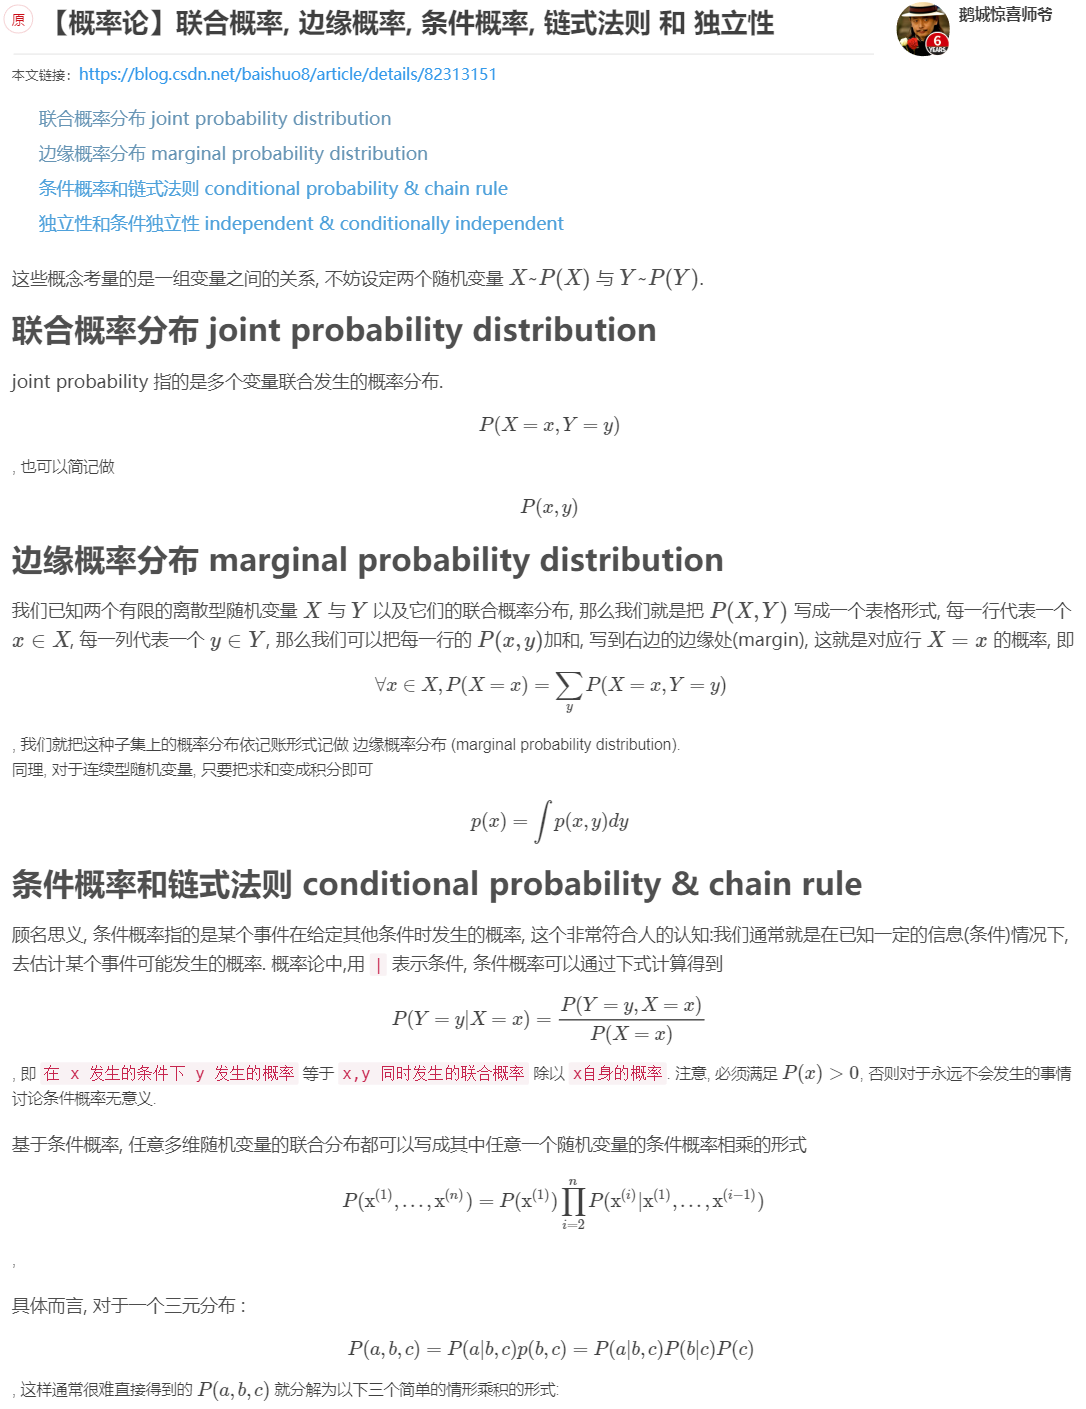 原 【概率论】联合概率, 边缘概率, 条件概率, 链式法则 和 独立性
鹅城惊喜师爷
6
YEARS
本文链接：https://blog.csdn.net/baishuo8/article/details/82313151
联合概率分布 joint probability distribution
边缘概率分布 marginal probability distribution
条件概率和链式法则 conditional probability & chain rule
独立性和条件独立性 independent & conditionally independent
这些概念考量的是一组变量之间的关系, 不妨设定两个随机变量 X~P(X) 与 Y~P(Y).
联合概率分布 joint probability distribution
joint probability 指的是多个变量联合发生的概率分布.
P(X = x, Y = y)
, 也可以简记做
P(x, y)
边缘概率分布 marginal probability distribution
我们已知两个有限的离散型随机变量 X 与 Y 以及它们的联合概率分布, 那么我们就是把 P(X, Y) 写成一个表格形式, 每一行代表一个
x ∈ X, 每一列代表一个 y ∈ Y, 那么我们可以把每一行的 P(x, y)加和, 写到右边的边缘处(margin), 这就是对应行 X = x 的概率, 即
∀x ∈ X, P(X = x) = ∑_y P(X = x, Y = y)
, 我们就把这种子集上的概率分布依记账形式记做 边缘概率分布 (marginal probability distribution).
同理, 对于连续型随机变量, 只要把求和变成积分即可
p(x) = ∫ p(x, y)dy
条件概率和链式法则 conditional probability & chain rule
顾名思义, 条件概率指的是某个事件在给定其他条件时发生的概率, 这个非常符合人的认知:我们通常就是在已知一定的信息(条件)情况下,
去估计某个事件可能发生的概率. 概率论中,用 | 表示条件, 条件概率可以通过下式计算得到
P(Y = y|X = x) = P(Y = y, X = x) / P(X = x)
, 即 在 x 发生的条件下 y 发生的概率 等于 x,y 同时发生的联合概率 除以 x自身的概率. 注意, 必须满足 P(x) > 0, 否则对于永远不会发生的事情
讨论条件概率无意义.
基于条件概率, 任意多维随机变量的联合分布都可以写成其中任意一个随机变量的条件概率相乘的形式
P(x^(1), …, x^(n)) = P(x^(1)) ∏_{i=2}^{n} P(x^(i)|x^(1), …, x^(i−1))
,
具体而言, 对于一个三元分布 :
P(a, b, c) = P(a|b, c)p(b, c) = P(a|b, c)P(b|c)P(c)
, 这样通常很难直接得到的 P(a, b, c) 就分解为以下三个简单的情形乘积的形式: